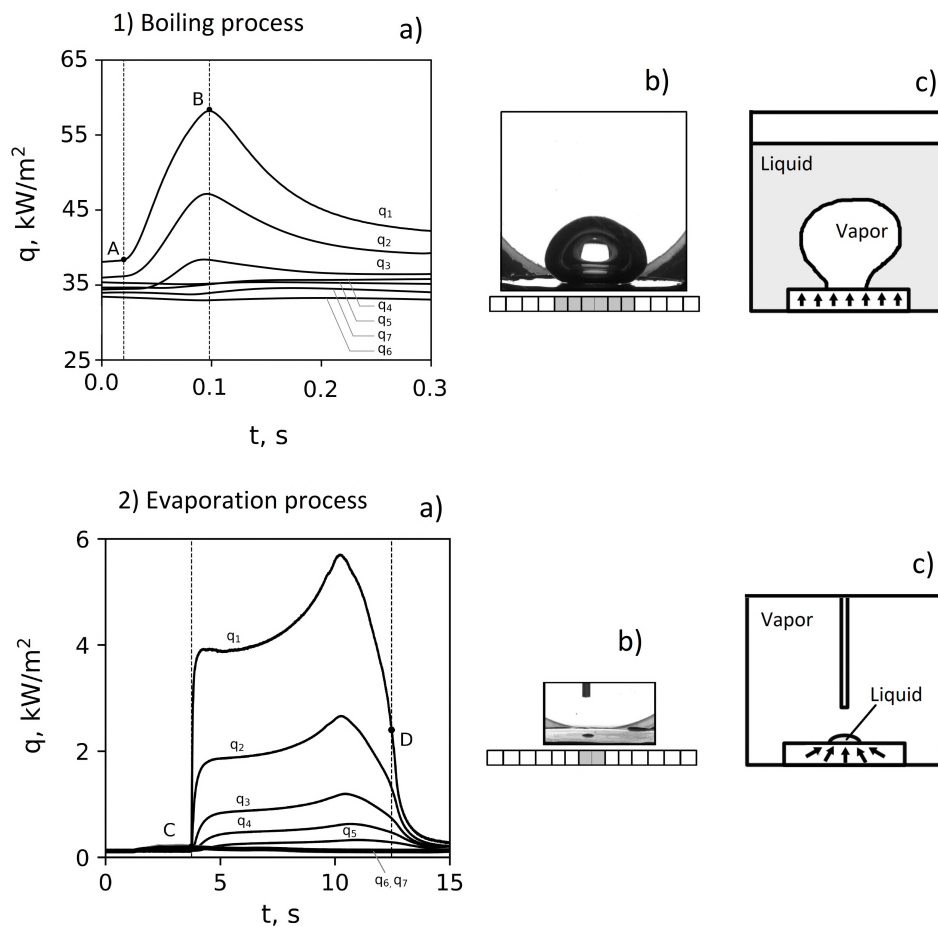 1) Boiling process
a)
b)
c)
65
55
45
35
25
q, kW/m²
A
B
q₁
q₂
q₃
q₄
q₅
q₇
q₆
0.0
0.1
0.2
0.3
t, s
Liquid
Vapor
2) Evaporation process
a)
b)
c)
6
4
2
0
q, kW/m²
q₁
q₂
q₃
q₄
q₅
q₆, q₇
C
D
0
5
10
15
t, s
Vapor
Liquid